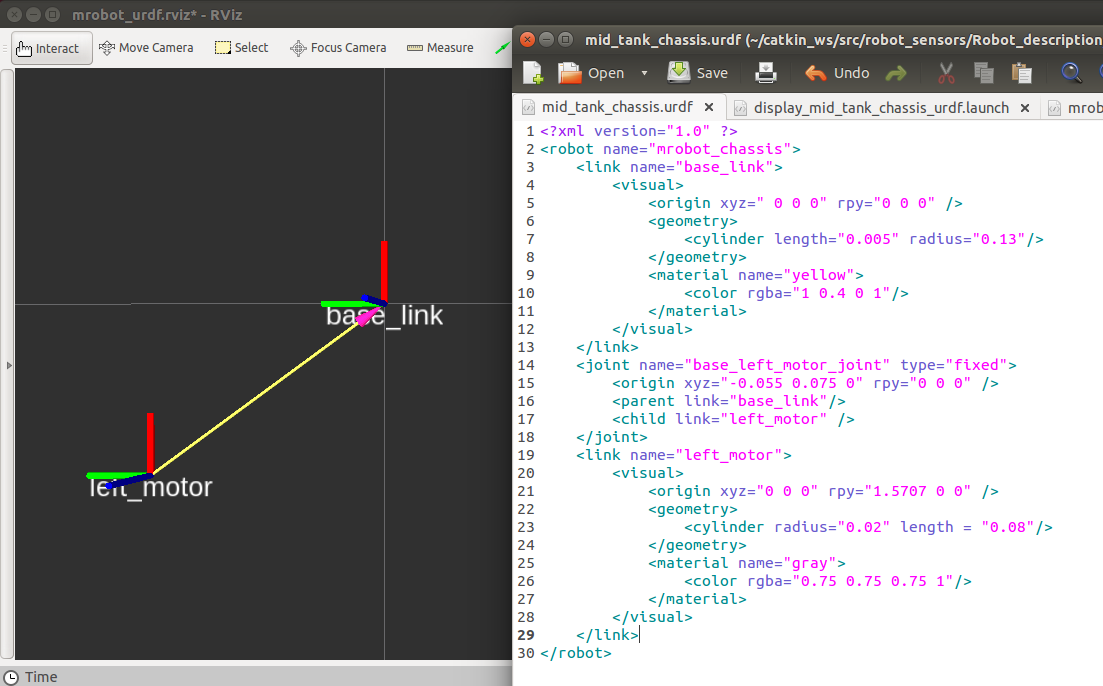 mrobot_urdf.rviz* - RViz
Interact Move Camera Select Focus Camera Measure
base_link
left_motor
Time
mid_tank_chassis.urdf (~/catkin_ws/src/robot_sensors/Robot_description
Open Save Undo
mid_tank_chassis.urdf × display_mid_tank_chassis_urdf.launch × mrob
1 <?xml version="1.0" ?>
2 <robot name="mrobot_chassis">
3     <link name="base_link">
4         <visual>
5             <origin xyz=" 0 0 0" rpy="0 0 0" />
6             <geometry>
7                 <cylinder length="0.005" radius="0.13"/>
8             </geometry>
9             <material name="yellow">
10                 <color rgba="1 0.4 0 1"/>
11             </material>
12         </visual>
13     </link>
14     <joint name="base_left_motor_joint" type="fixed">
15         <origin xyz="-0.055 0.075 0" rpy="0 0 0" />
16         <parent link="base_link"/>
17         <child link="left_motor" />
18     </joint>
19     <link name="left_motor">
20         <visual>
21             <origin xyz="0 0 0" rpy="1.5707 0 0" />
22             <geometry>
23                 <cylinder radius="0.02" length = "0.08"/>
24             </geometry>
25             <material name="gray">
26                 <color rgba="0.75 0.75 0.75 1"/>
27             </material>
28         </visual>
29     </link>
30 </robot>